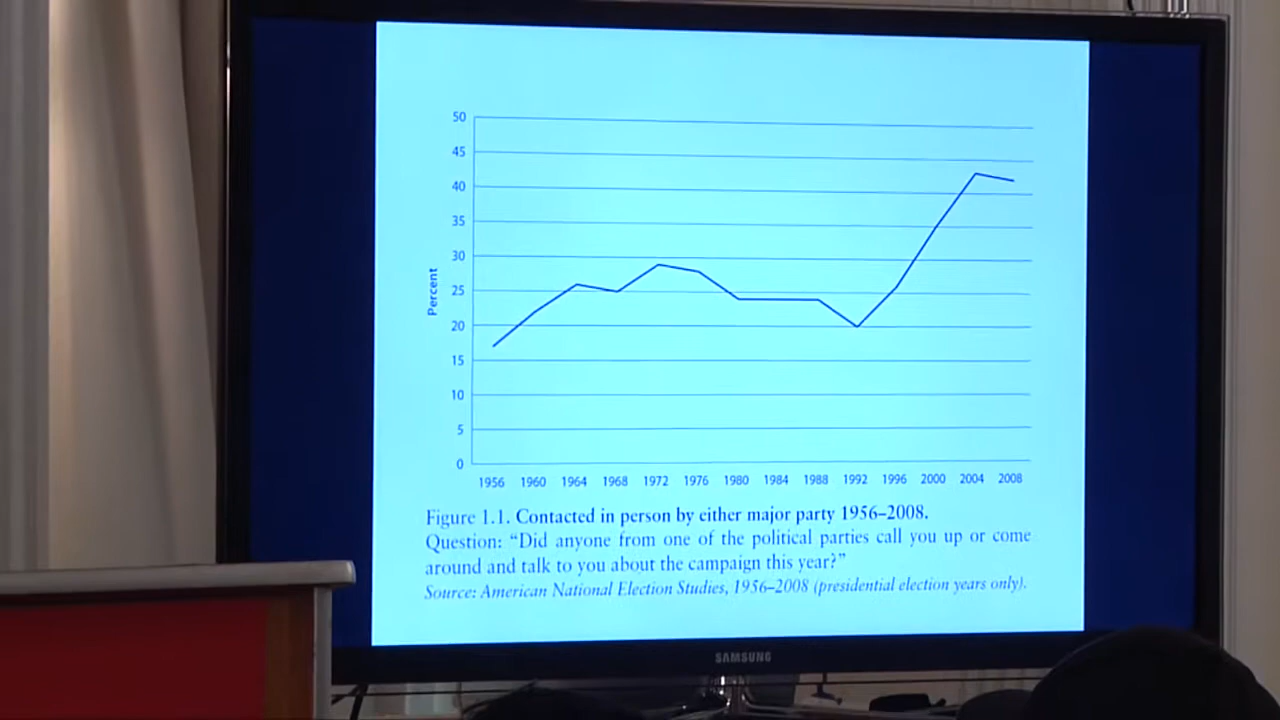 50
45
40
35
30
25
20
15
10
5
0
Percent
1956 1960 1964 1968 1972 1976 1980 1984 1988 1992 1996 2000 2004 2008
Figure 1.1. Contacted in person by either major party 1956–2008.
Question: “Did anyone from one of the political parties call you up or come
around and talk to you about the campaign this year?”
Source: American National Election Studies, 1956–2008 (presidential election years only).
SAMSUNG